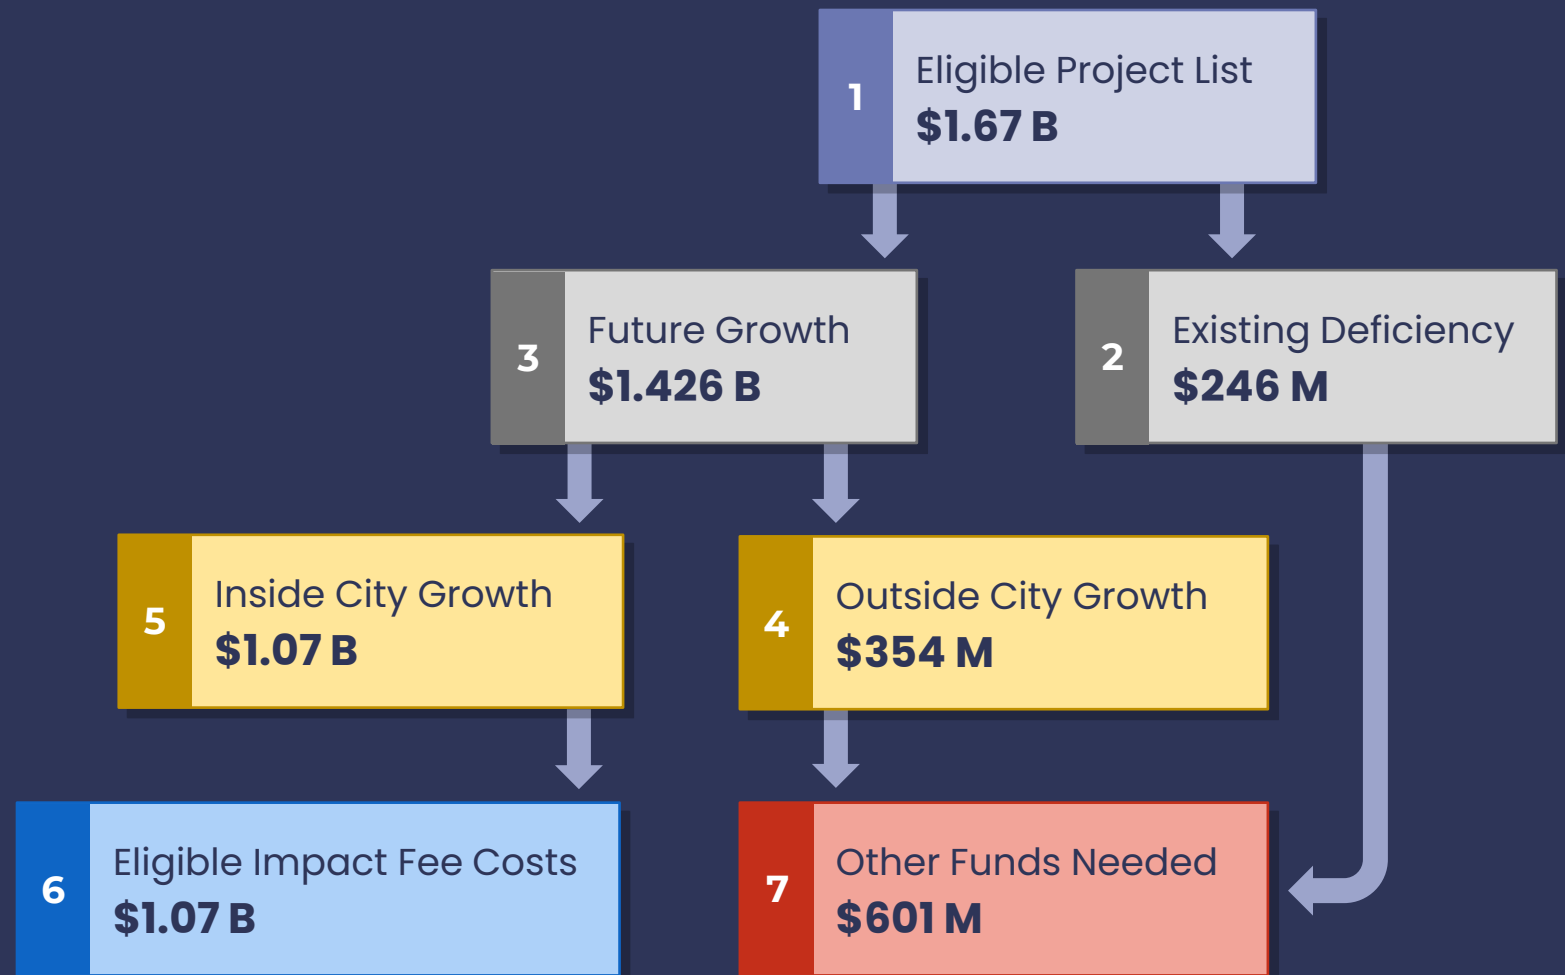 1
Eligible Project List
$1.67 B
3
Future Growth
$1.426 B
2
Existing Deficiency
$246 M
5
Inside City Growth
$1.07 B
4
Outside City Growth
$354 M
6
Eligible Impact Fee Costs
$1.07 B
7
Other Funds Needed
$601 M